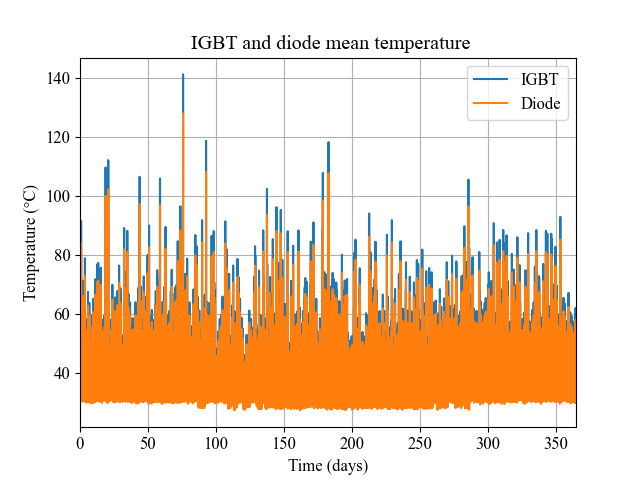 IGBT and diode mean temperature
IGBT
Diode
140
120
100
80
60
40
Temperature (°C)
0 50 100 150 200 250 300 350
Time (days)